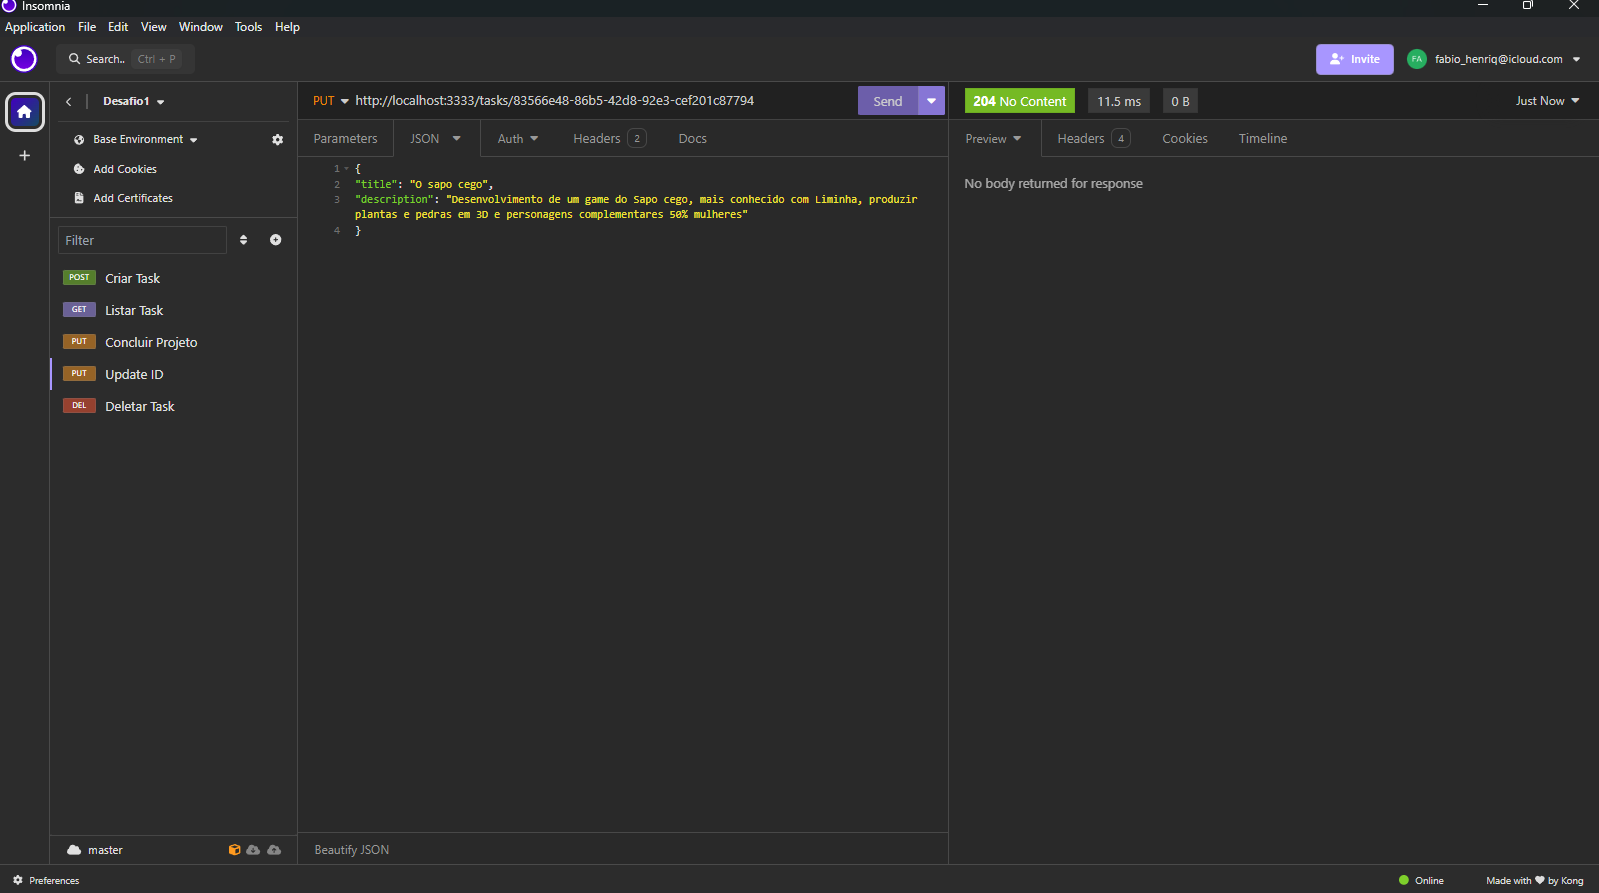 Insomnia
Application File Edit View Window Tools Help
Search.. Ctrl + P
Invite
FA fabio_henriq@icloud.com
Desafio1
PUT http://localhost:3333/tasks/83566e48-86b5-42d8-92e3-cef201c87794 Send
204 No Content 11.5 ms 0 B Just Now
Base Environment
Add Cookies
Add Certificates
Parameters JSON Auth Headers 2 Docs
Preview Headers 4 Cookies Timeline
1 {
2 "title": "O sapo cego",
3 "description": "Desenvolvimento de um game do Sapo cego, mais conhecido com Liminha, produzir
plantas e pedras em 3D e personagens complementares 50% mulheres"
4 }
No body returned for response
Filter
POST Criar Task
GET Listar Task
PUT Concluir Projeto
PUT Update ID
DEL Deletar Task
master
Beautify JSON
Preferences
Online
Made with ♥ by Kong